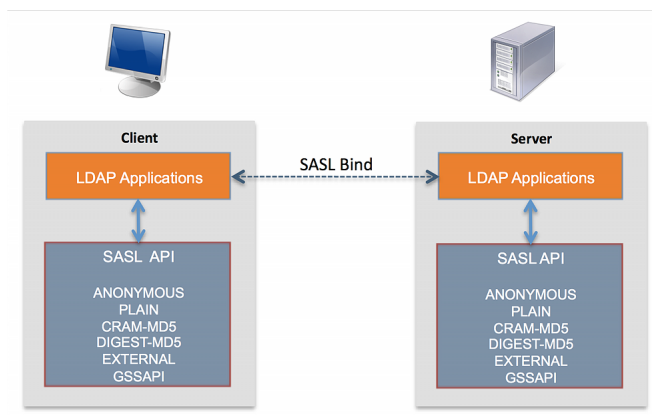 Client
LDAP Applications
SASL API
ANONYMOUS
PLAIN
CRAM-MD5
DIGEST-MD5
EXTERNAL
GSSAPI
SASL Bind
Server
LDAP Applications
SASL API
ANONYMOUS
PLAIN
CRAM-MD5
DIGEST-MD5
EXTERNAL
GSSAPI